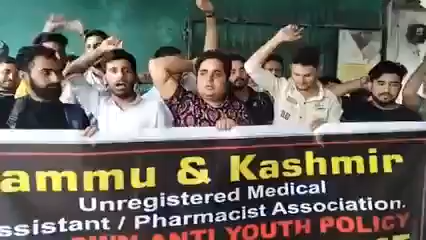 ammu & Kashmir
Unregistered Medical
ssistant / Pharmacist Association.
ANTI YOUTH POLICY